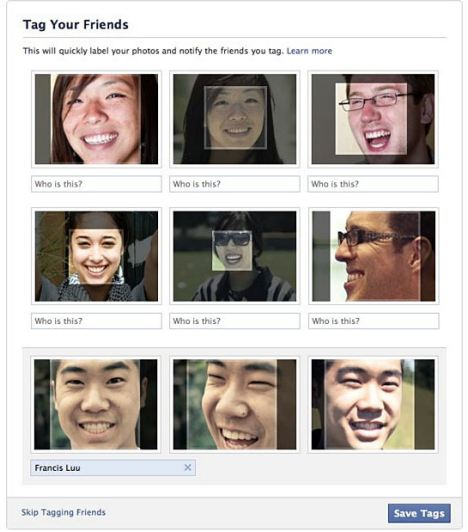 Tag Your Friends
This will quickly label your photos and notify the friends you tag. Learn more
Who is this?
Who is this?
Who is this?
Who is this?
Who is this?
Who is this?
Francis Luu
Skip Tagging Friends
Save Tags